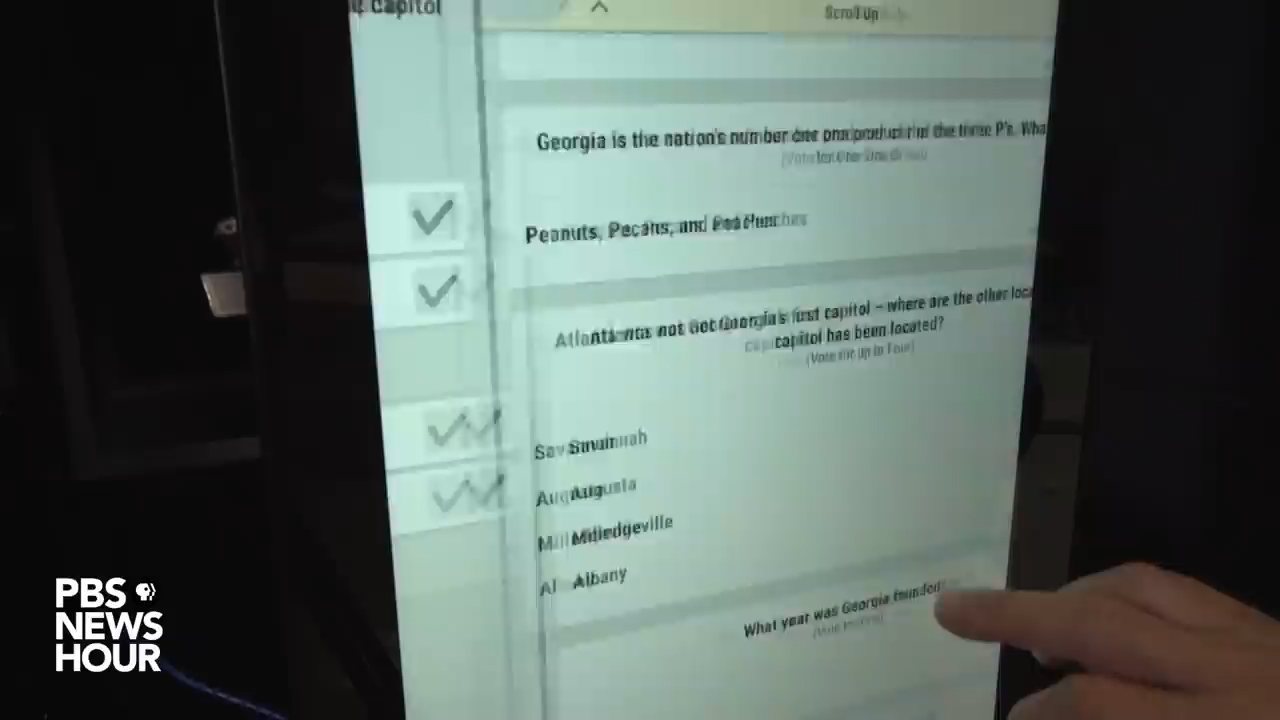 capitol
Scroll Up
Georgia is the nation's number one producer of the three P's. Wha
Peanuts, Pecans, and
Atlanta was not Georgia's first capitol – where are the other loc
capitol has been located?
(Vote for up to Four)
Savannah
Augusta
Milledgeville
Albany
What year was Georgia founded
PBS
NEWS
HOUR